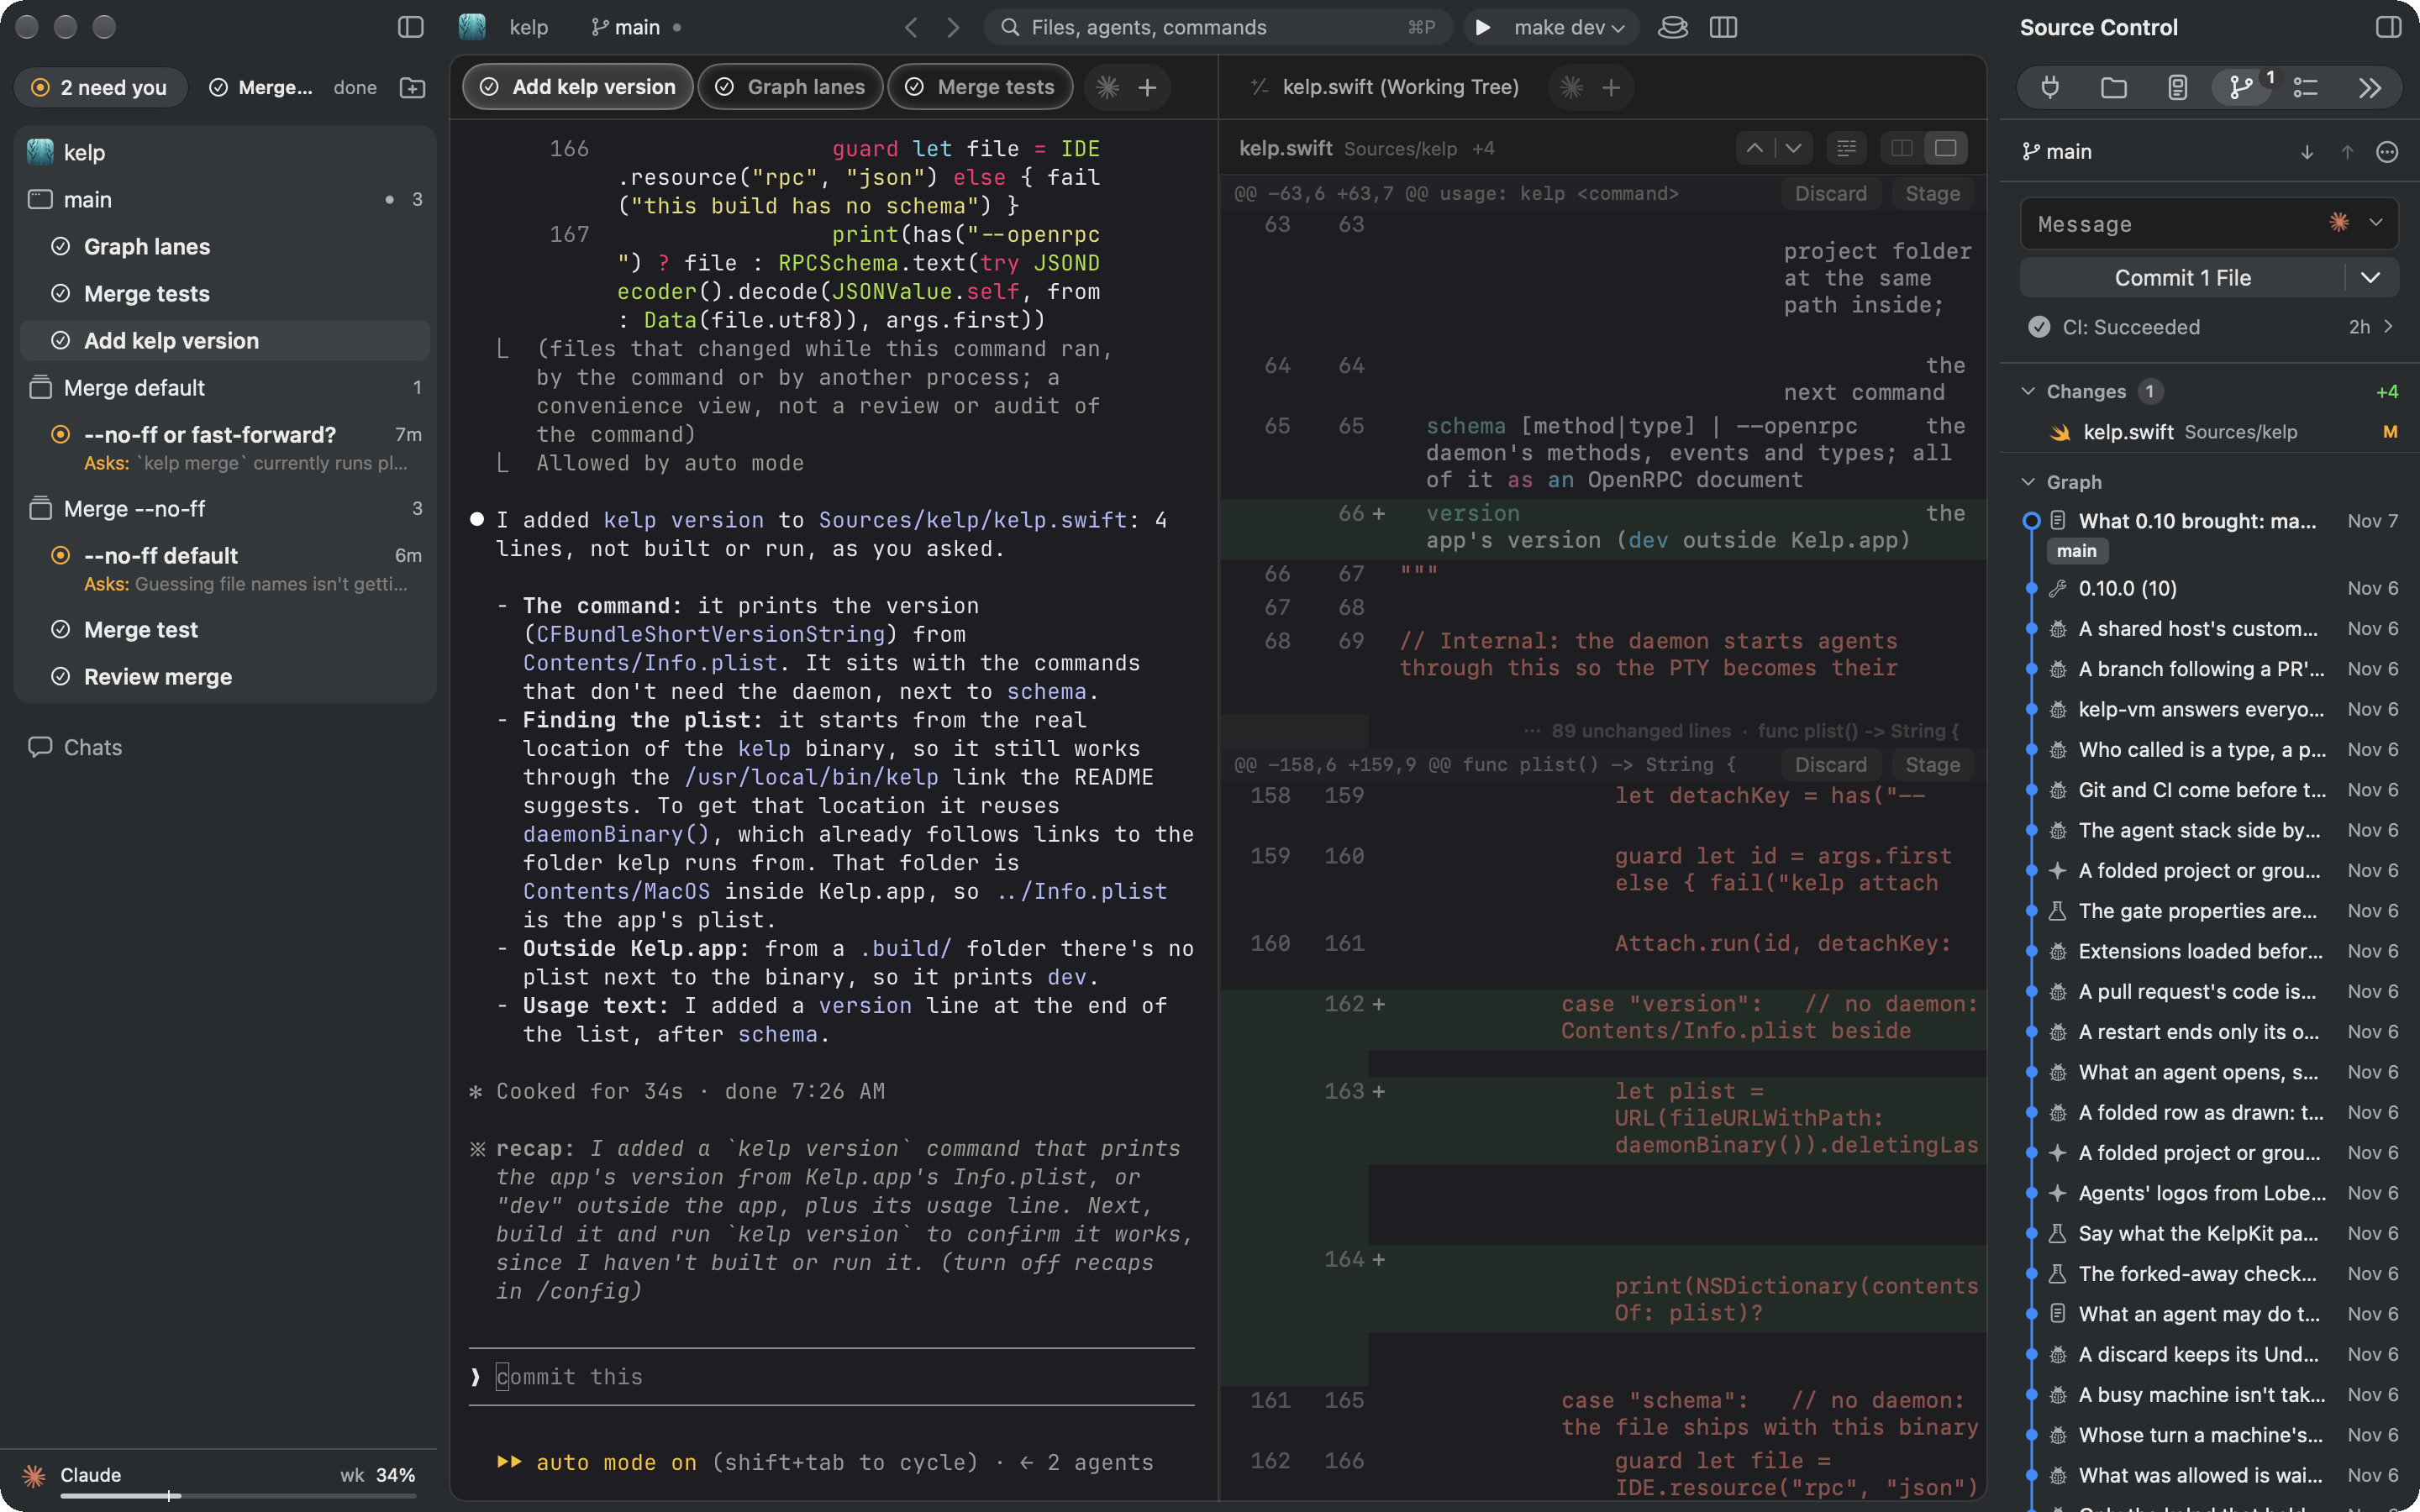 kelp
main
Files, agents, commands
⌘P
make dev
Source Control
2 need you
Merge...
done
kelp
main
3
Graph lanes
Merge tests
Add kelp version
Merge default
1
--no-ff or fast-forward?
7m
Asks: `kelp merge` currently runs pl...
Merge --no-ff
3
--no-ff default
6m
Asks: Guessing file names isn't getti...
Merge test
Review merge
Chats
Claude
wk 34%
Add kelp version
Graph lanes
Merge tests
166 guard let file = IDE
.resource("rpc", "json") else { fail
("this build has no schema") }
167 print(has("--openrpc
") ? file : RPCSchema.text(try JSOND
ecoder().decode(JSONValue.self, from
: Data(file.utf8)), args.first))
⎣ (files that changed while this command ran,
by the command or by another process; a
convenience view, not a review or audit of
the command)
⎣ Allowed by auto mode
● I added kelp version to Sources/kelp/kelp.swift: 4
lines, not built or run, as you asked.
- The command: it prints the version
(CFBundleShortVersionString) from
Contents/Info.plist. It sits with the commands
that don't need the daemon, next to schema.
- Finding the plist: it starts from the real
location of the kelp binary, so it still works
through the /usr/local/bin/kelp link the README
suggests. To get that location it reuses
daemonBinary(), which already follows links to the
folder kelp runs from. That folder is
Contents/MacOS inside Kelp.app, so ../Info.plist
is the app's plist.
- Outside Kelp.app: from a .build/ folder there's no
plist next to the binary, so it prints dev.
- Usage text: I added a version line at the end of
the list, after schema.
✻ Cooked for 34s · done 7:26 AM
※ recap: I added a `kelp version` command that prints
the app's version from Kelp.app's Info.plist, or
"dev" outside the app, plus its usage line. Next,
build it and run `kelp version` to confirm it works,
since I haven't built or run it. (turn off recaps
in /config)
❯ commit this
⏵⏵ auto mode on (shift+tab to cycle) · ← 2 agents
kelp.swift (Working Tree)
kelp.swift Sources/kelp +4
@@ -63,6 +63,7 @@ usage: kelp <command>
Discard
Stage
63 63
project folder
at the same
path inside;
64 64 the
next command
65 65 schema [method|type] | --openrpc the
daemon's methods, events and types; all
of it as an OpenRPC document
66 + version the
app's version (dev outside Kelp.app)
66 67 """
67 68
68 69 // Internal: the daemon starts agents
through this so the PTY becomes their
··· 89 unchanged lines · func plist() -> String {
@@ -158,6 +159,9 @@ func plist() -> String {
Discard
Stage
158 159 let detachKey = has("--
159 160 guard let id = args.first
else { fail("kelp attach
160 161 Attach.run(id, detachKey:
162 + case "version": // no daemon:
Contents/Info.plist beside
163 + let plist =
URL(fileURLWithPath:
daemonBinary()).deletingLas
164 +
print(NSDictionary(contents
Of: plist)?
161 165 case "schema": // no daemon:
the file ships with this binary
162 166 guard let file =
IDE.resource("rpc", "json")
1
main
Message
Commit 1 File
CI: Succeeded
2h
Changes 1
+4
kelp.swift Sources/kelp
M
Graph
What 0.10 brought: ma... Nov 7
main
0.10.0 (10) Nov 6
A shared host's custom... Nov 6
A branch following a PR'... Nov 6
kelp-vm answers everyo... Nov 6
Who called is a type, a p... Nov 6
Git and CI come before t... Nov 6
The agent stack side by... Nov 6
A folded project or grou... Nov 6
The gate properties are... Nov 6
Extensions loaded befor... Nov 6
A pull request's code is... Nov 6
A restart ends only its o... Nov 6
What an agent opens, s... Nov 6
A folded row as drawn: t... Nov 6
A folded project or grou... Nov 6
Agents' logos from Lobe... Nov 6
Say what the KelpKit pa... Nov 6
The forked-away check... Nov 6
What an agent may do t... Nov 6
A discard keeps its Und... Nov 6
A busy machine isn't tak... Nov 6
Whose turn a machine's... Nov 6
What was allowed is wai... Nov 6